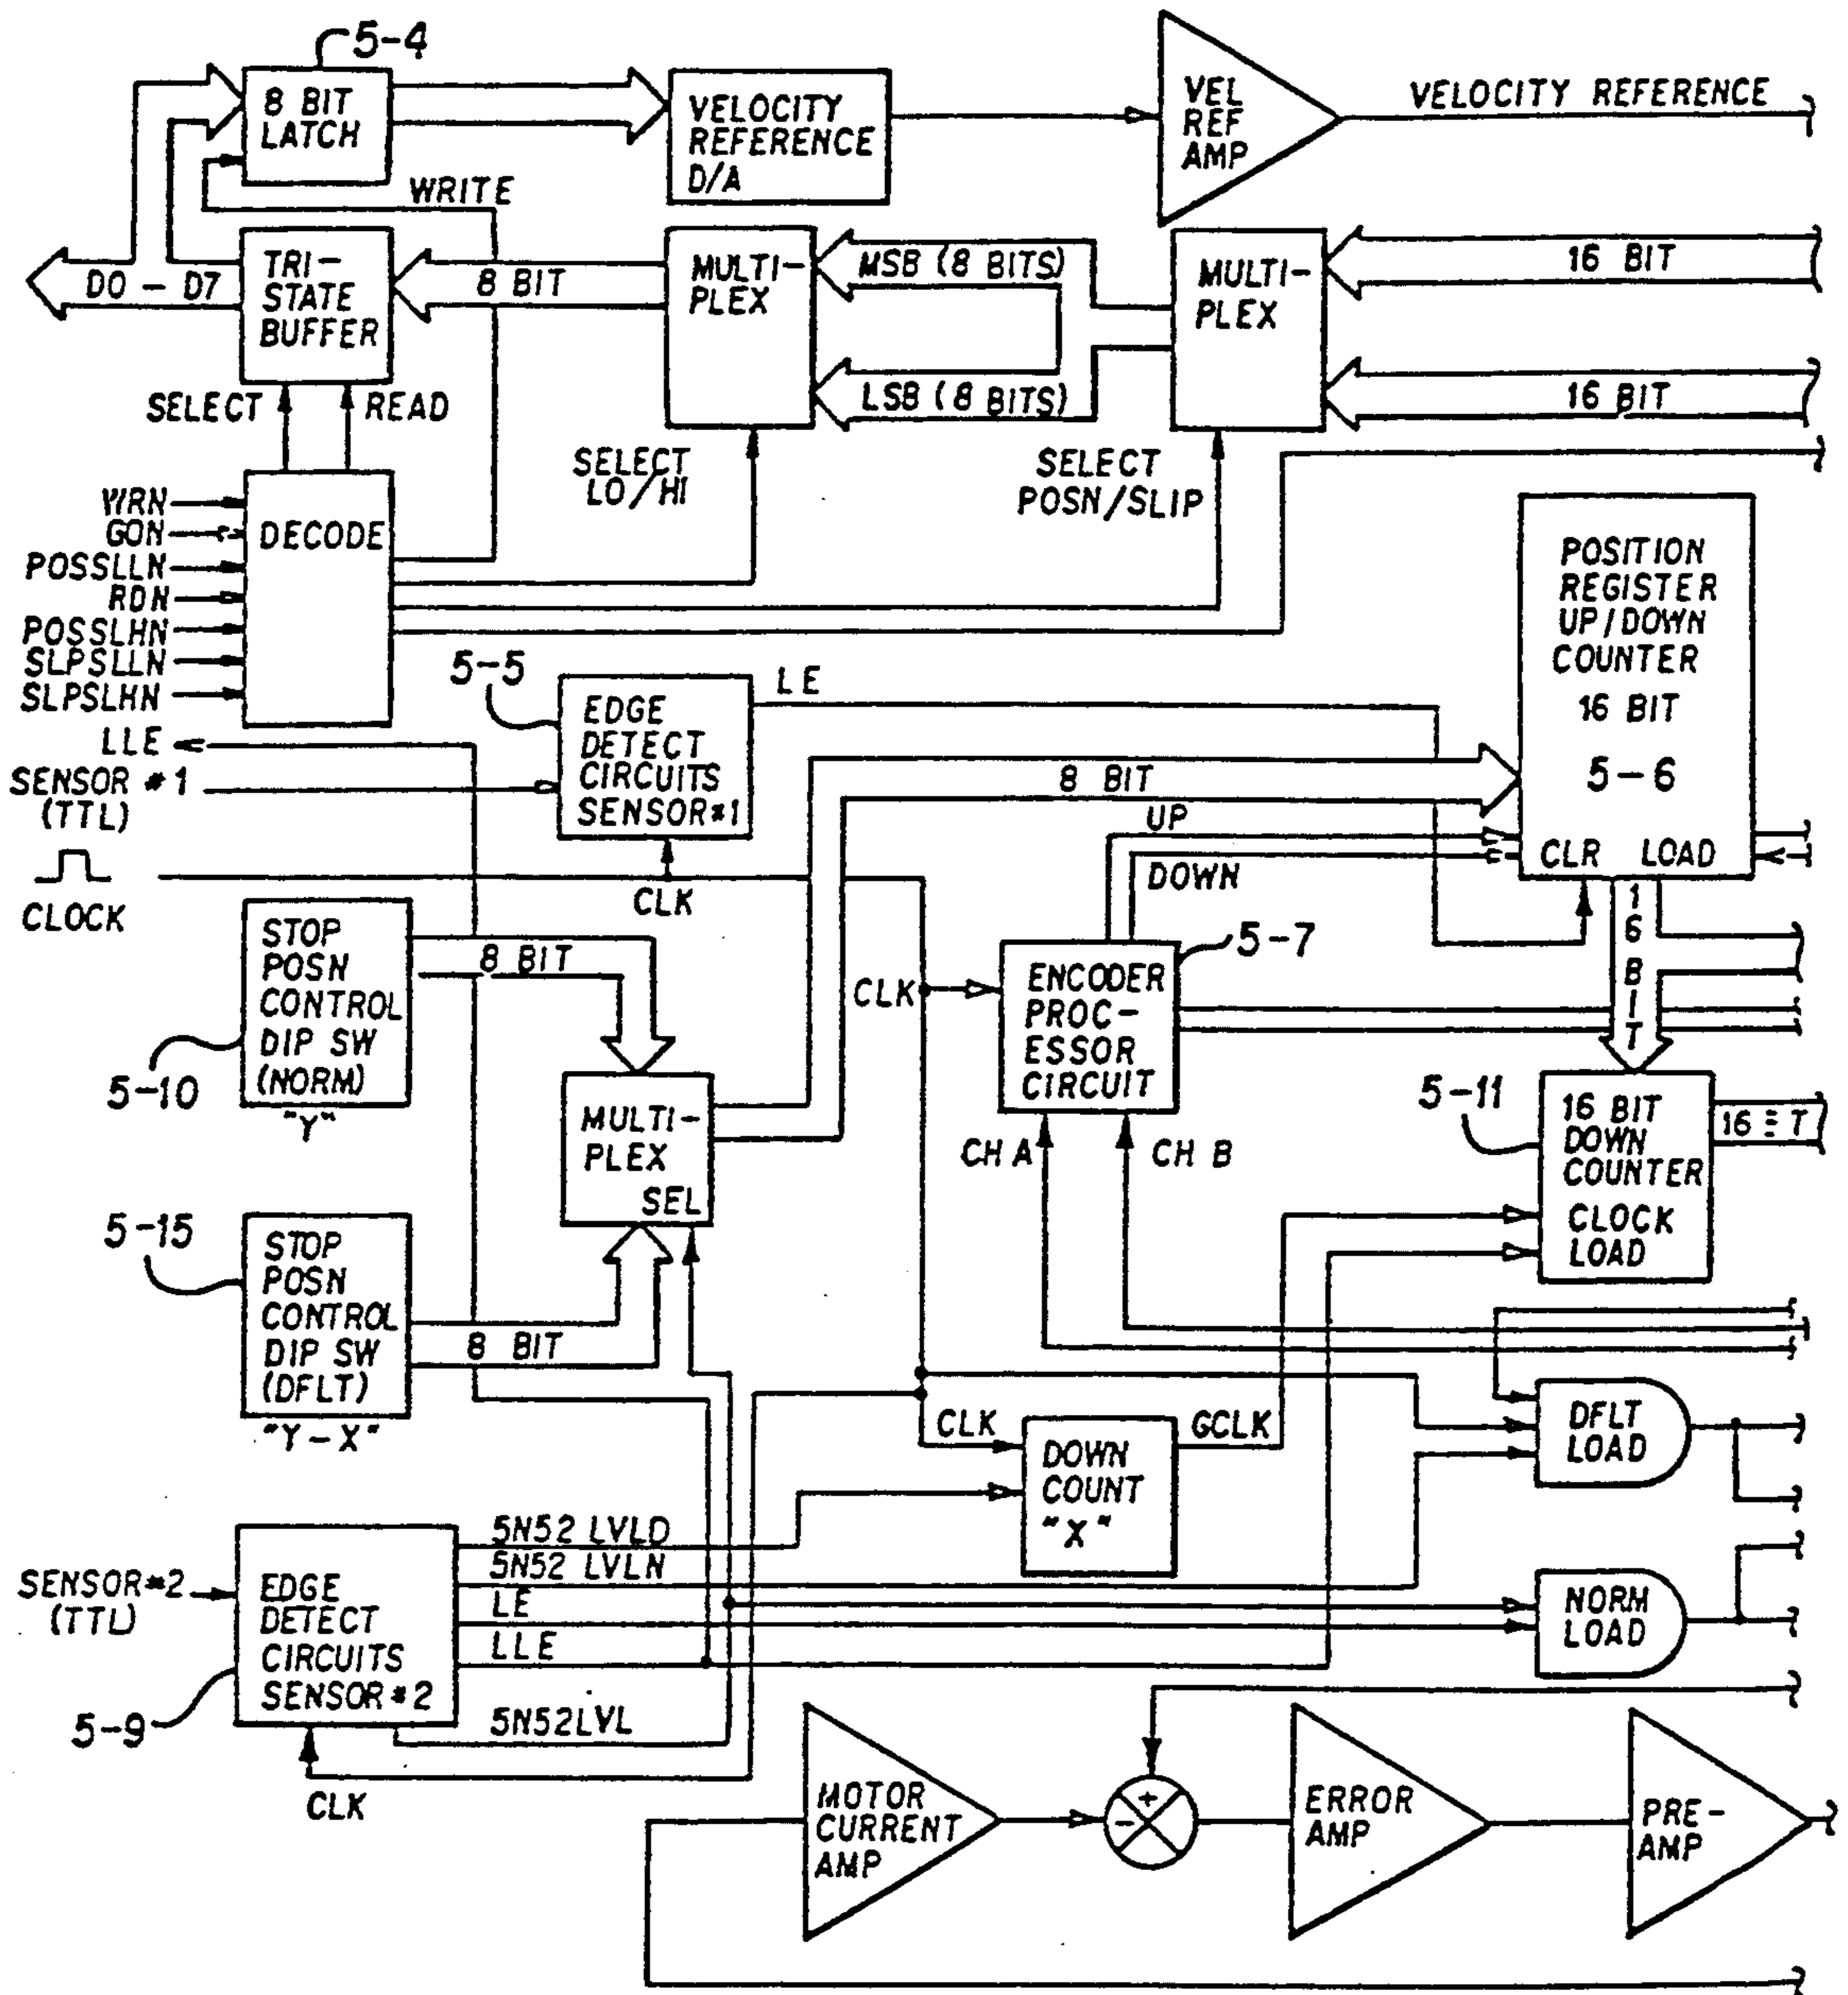 5-4
8 BIT
LATCH
VELOCITY
REFERENCE
D/A
VEL
REF
AMP
VELOCITY REFERENCE
WRITE
D0 - D7
TRI-
STATE
BUFFER
8 BIT
MULTI-
PLEX
MSB (8 BITS)
LSB (8 BITS)
MULTI-
PLEX
16 BIT
16 BIT
SELECT
READ
SELECT
LO/HI
SELECT
POSN/SLIP
WRN
GON
POSSLLN
RDN
POSSLHN
SLPSLLN
SLPSLHN
DECODE
POSITION
REGISTER
UP/DOWN
COUNTER
16 BIT
5-6
CLR LOAD
5-5
EDGE
DETECT
CIRCUITS
SENSOR#1
LE
LLE
SENSOR #1
(TTL)
CLOCK
CLK
8 BIT
UP
DOWN
16 BIT
STOP
POSN
CONTROL
DIP SW
(NORM)
"Y"
5-10
8 BIT
CLK
ENCODER
PROC-
ESSOR
CIRCUIT
5-7
MULTI-
PLEX
SEL
CH A
CH B
5-11
16 BIT
DOWN
COUNTER
CLOCK
LOAD
16 BIT
5-15
STOP
POSN
CONTROL
DIP SW
(DFLT)
"Y-X"
8 BIT
CLK
GCLK
DOWN
COUNT
"X"
DFLT
LOAD
SENSOR#2
(TTL)
EDGE
DETECT
CIRCUITS
SENSOR#2
5-9
5N52 LVLD
5N52 LVLN
LE
LLE
5N52LVL
CLK
NORM
LOAD
MOTOR
CURRENT
AMP
+
-
ERROR
AMP
PRE-
AMP